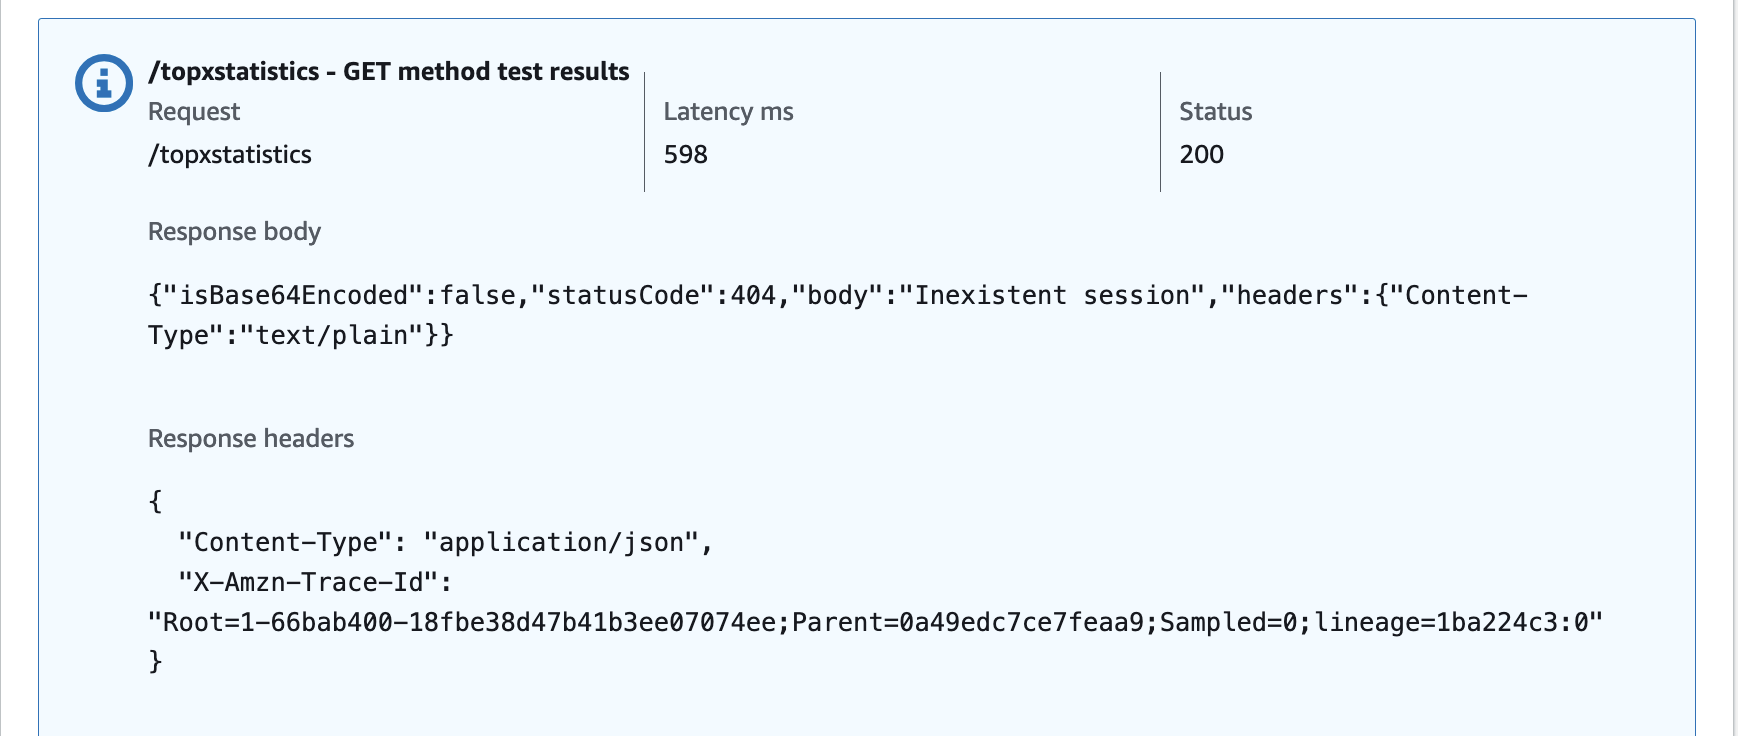 /topxstatistics - GET method test results
Request
/topxstatistics
Latency ms
598
Status
200
Response body
{"isBase64Encoded":false,"statusCode":404,"body":"Inexistent session","headers":{"Content-
Type":"text/plain"}}
Response headers
{
  "Content-Type": "application/json",
  "X-Amzn-Trace-Id":
"Root=1-66bab400-18fbe38d47b41b3ee07074ee;Parent=0a49edc7ce7feaa9;Sampled=0;lineage=1ba224c3:0"
}